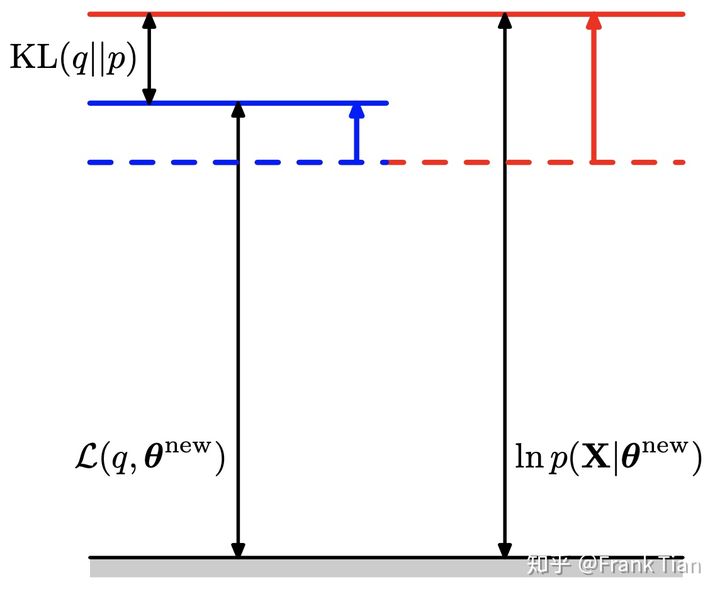 KL(q||p)
ℒ(q, θ^new)
ln p(X|θ^new)
知乎 @Frank Tian